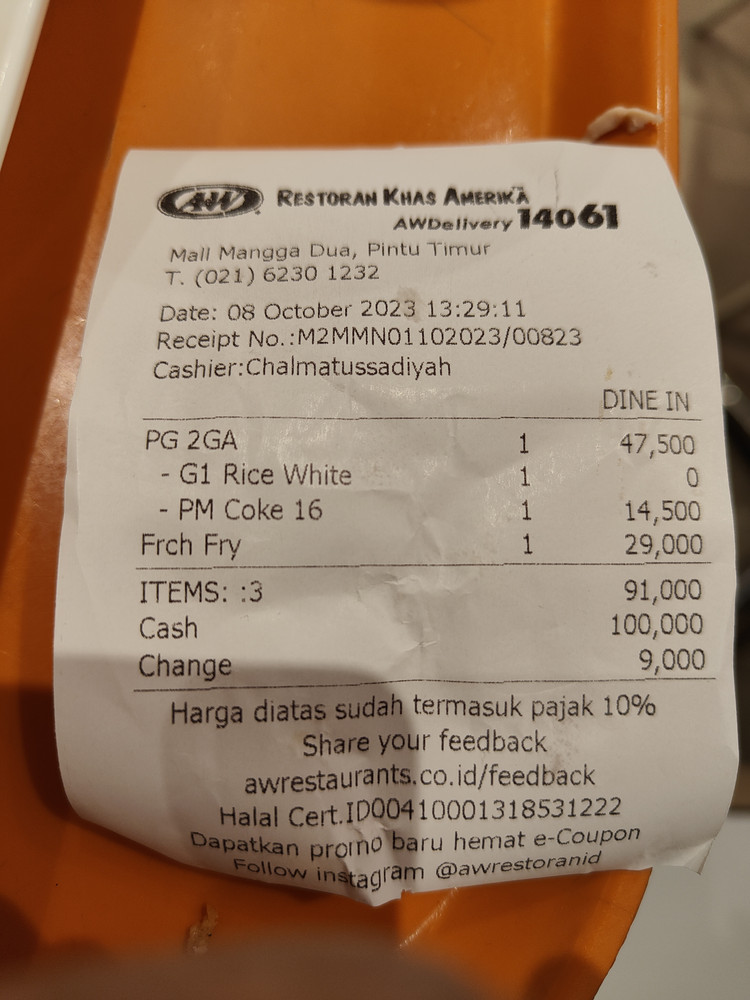 A&W RESTORAN KHAS AMERIKA
AWDelivery 14061
Mall Mangga Dua, Pintu Timur
T. (021) 6230 1232
Date: 08 October 2023 13:29:11
Receipt No.:M2MMN01102023/00823
Cashier:Chalmatussadiyah
DINE IN
PG 2GA 1 47,500
- G1 Rice White 1 0
- PM Coke 16 1 14,500
Frch Fry 1 29,000
ITEMS: :3 91,000
Cash 100,000
Change 9,000
Harga diatas sudah termasuk pajak 10%
Share your feedback
awrestaurants.co.id/feedback
Halal Cert.ID00410001318531222
Dapatkan promo baru hemat e-Coupon
Follow instagram @awrestoranid